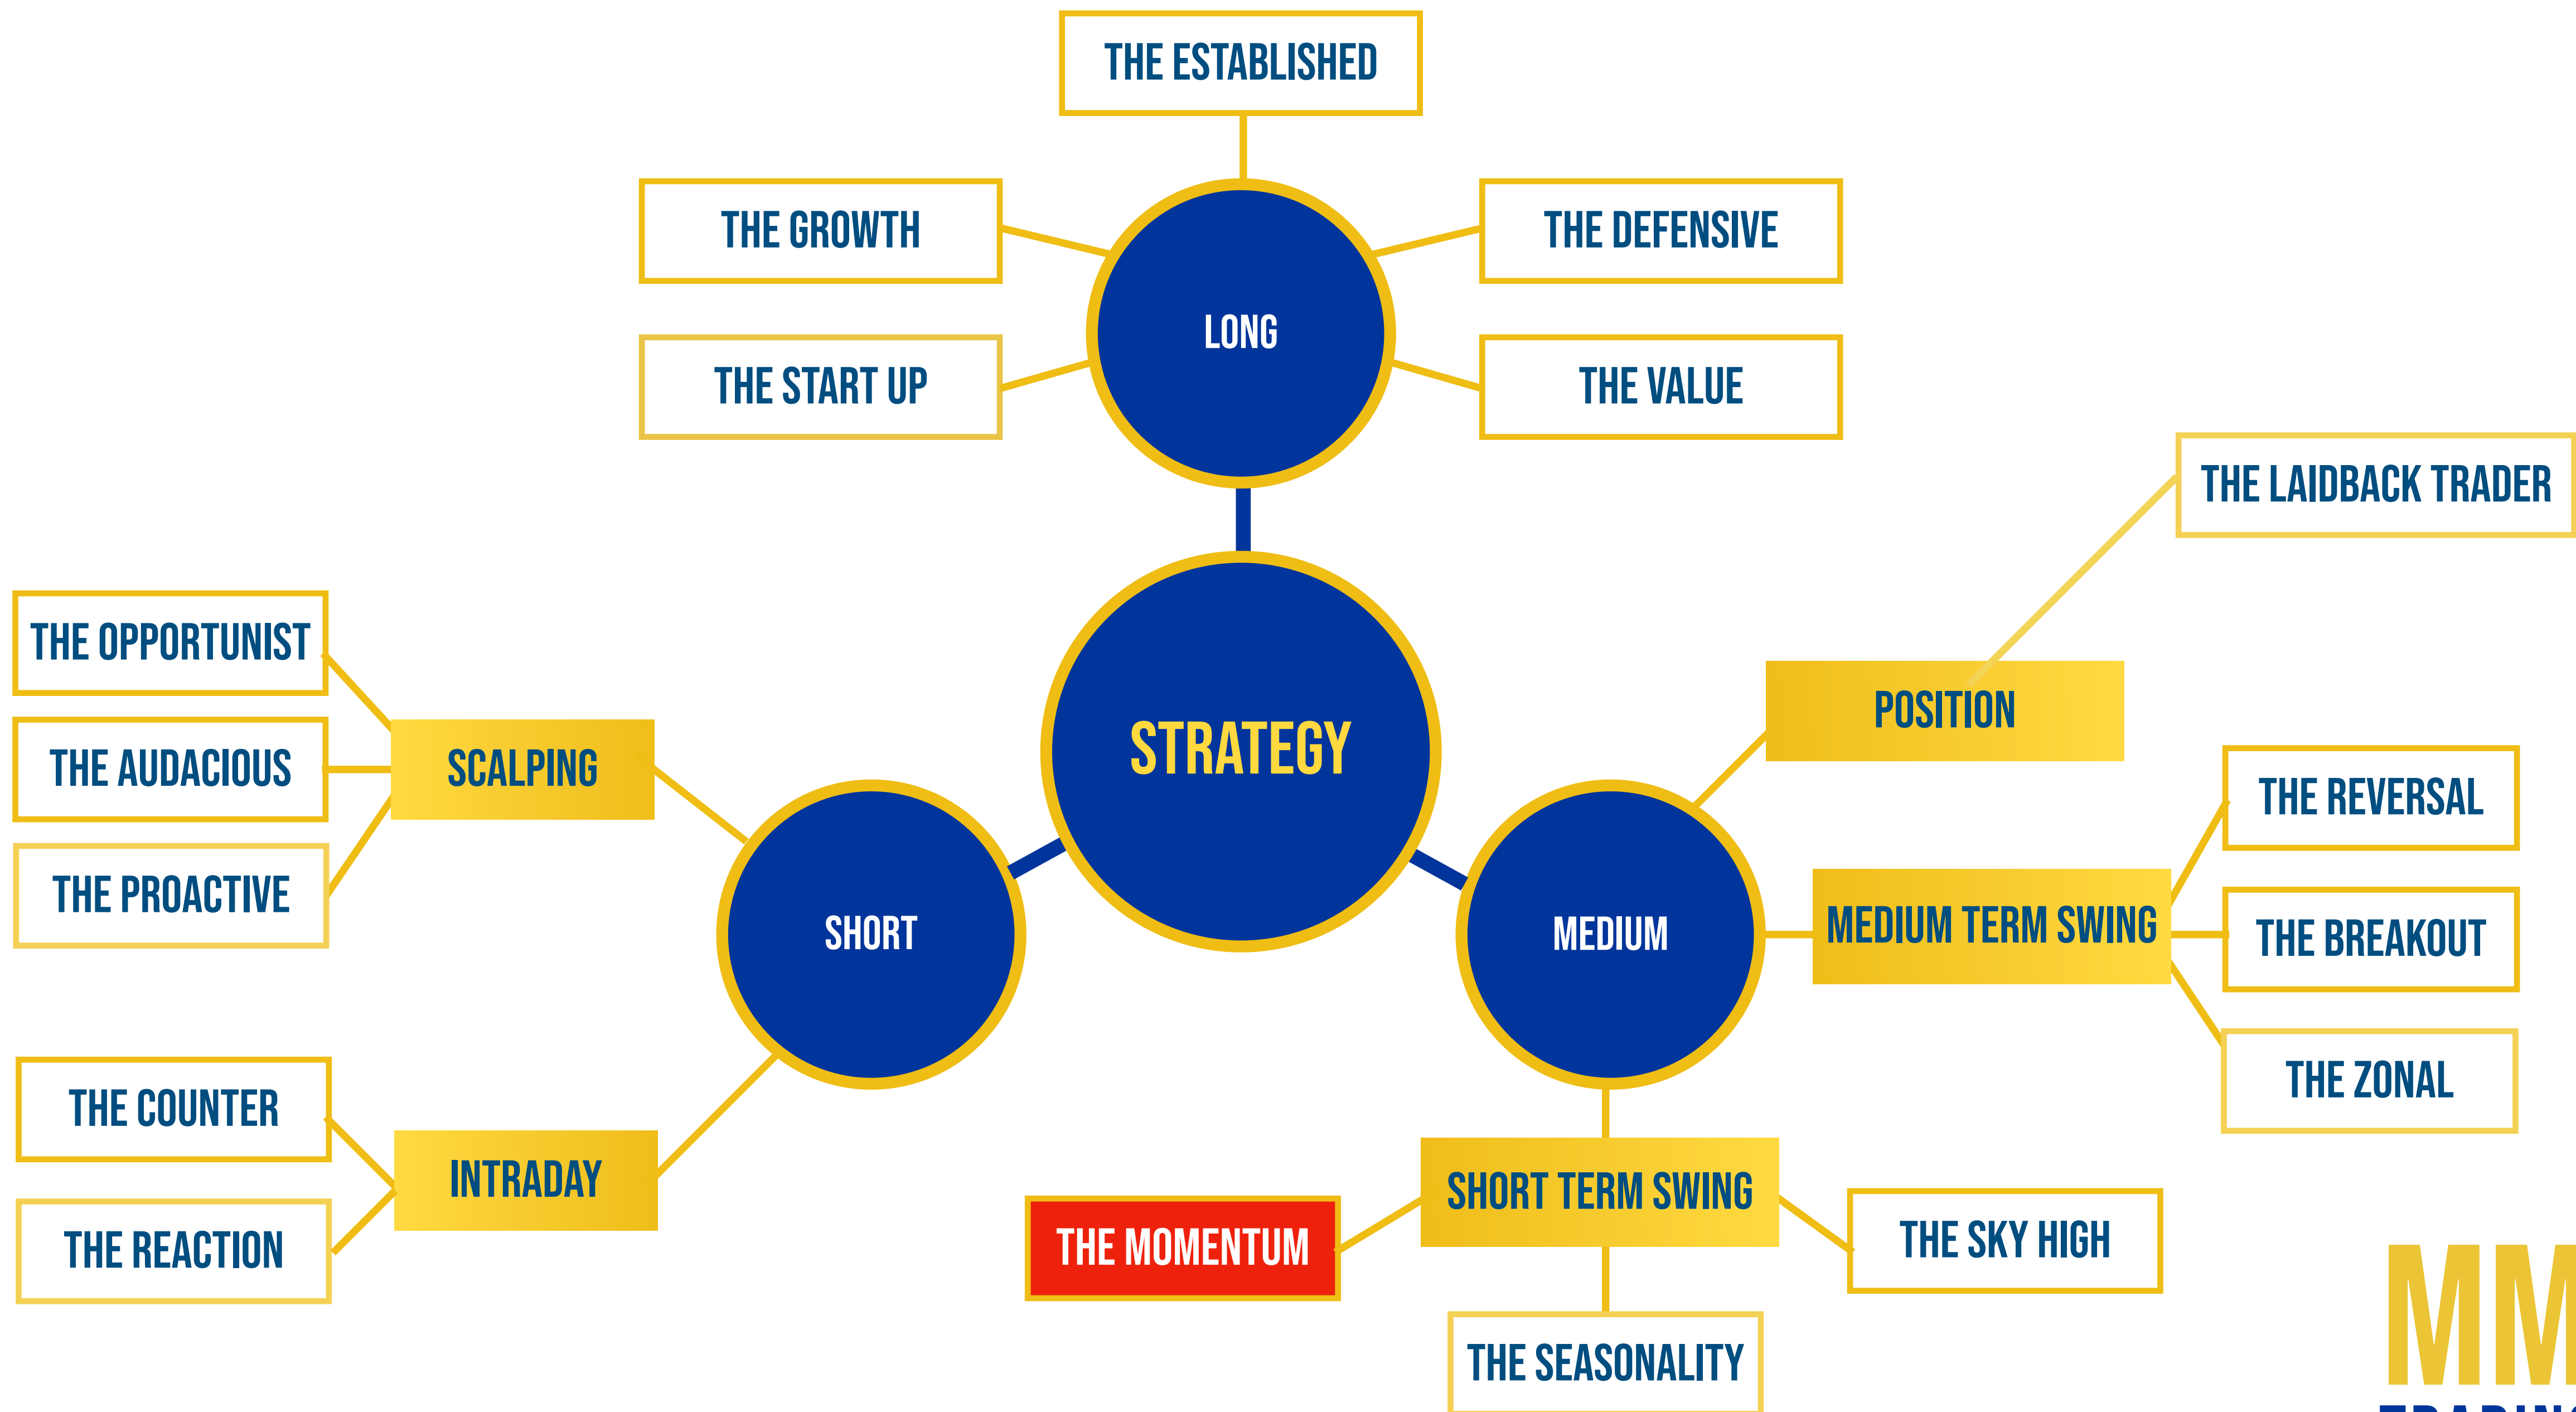 THE ESTABLISHED
THE GROWTH
THE DEFENSIVE
LONG
THE START UP
THE VALUE
THE LAIDBACK TRADER
THE OPPORTUNIST
POSITION
STRATEGY
THE AUDACIOUS
SCALPING
THE REVERSAL
THE PROACTIVE
SHORT
MEDIUM
MEDIUM TERM SWING
THE BREAKOUT
THE ZONAL
THE COUNTER
INTRADAY
SHORT TERM SWING
THE REACTION
THE MOMENTUM
THE SKY HIGH
THE SEASONALITY
MM